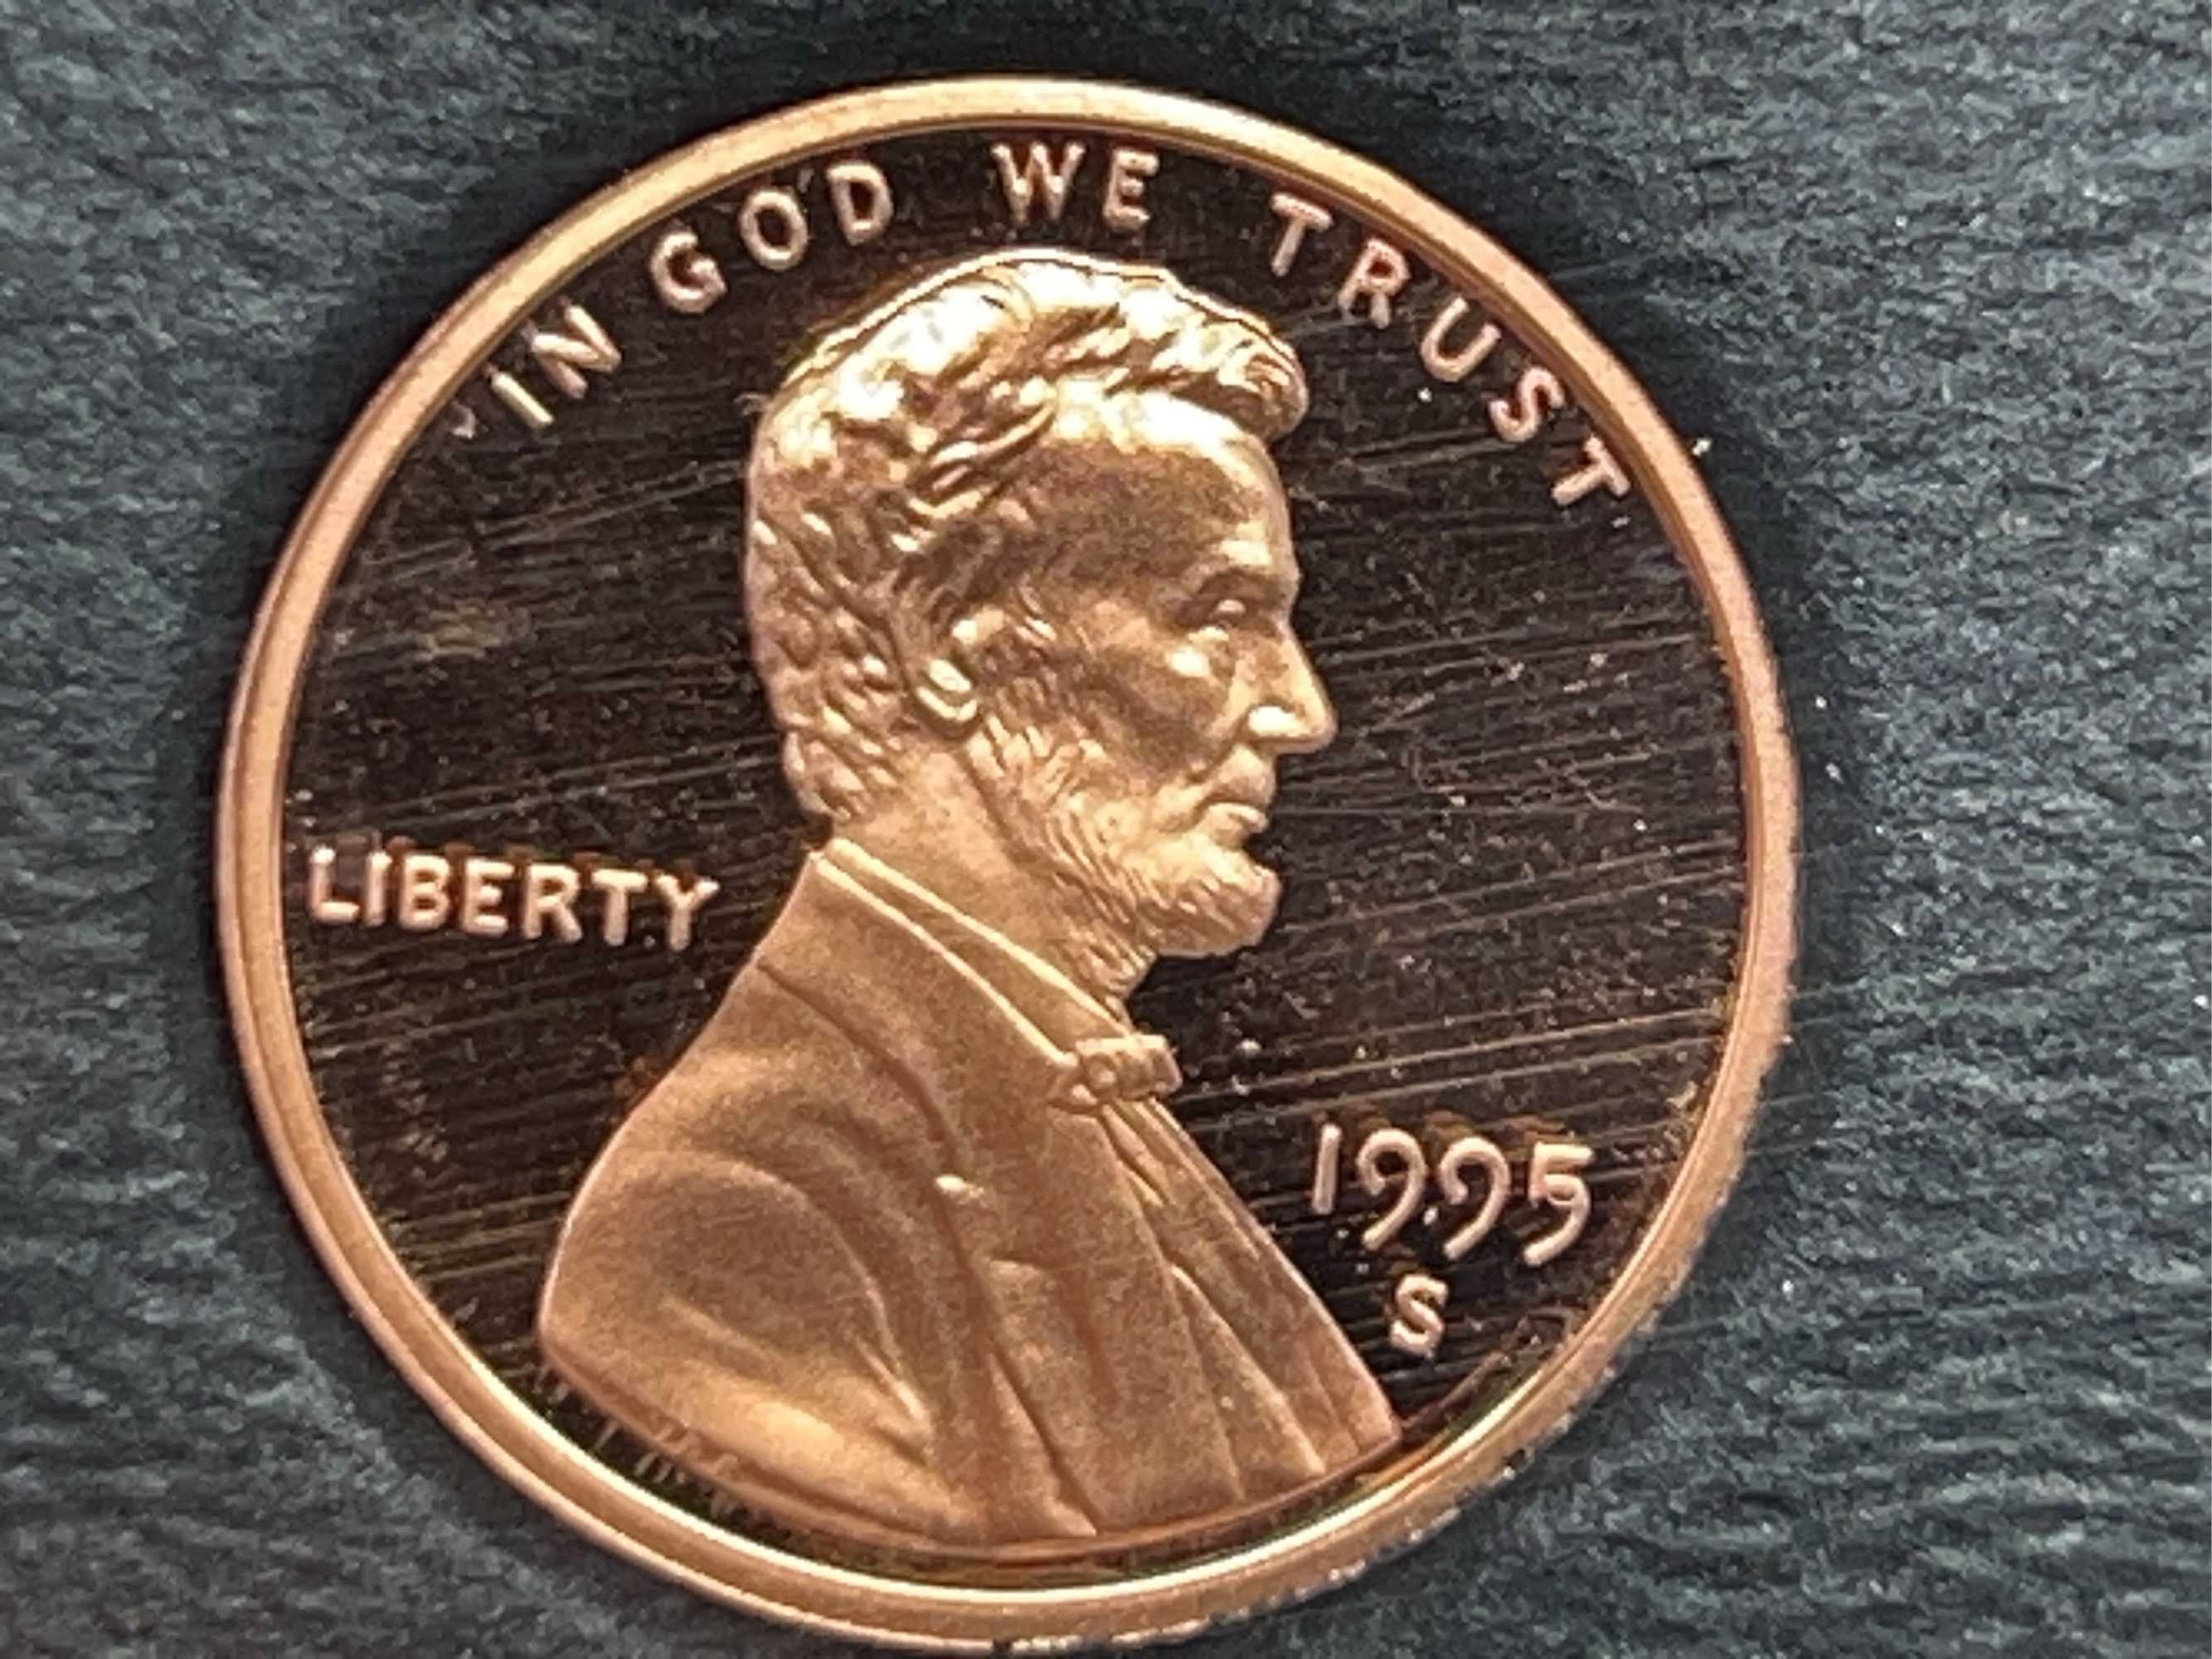 IN GOD WE TRUST
LIBERTY
1995
S